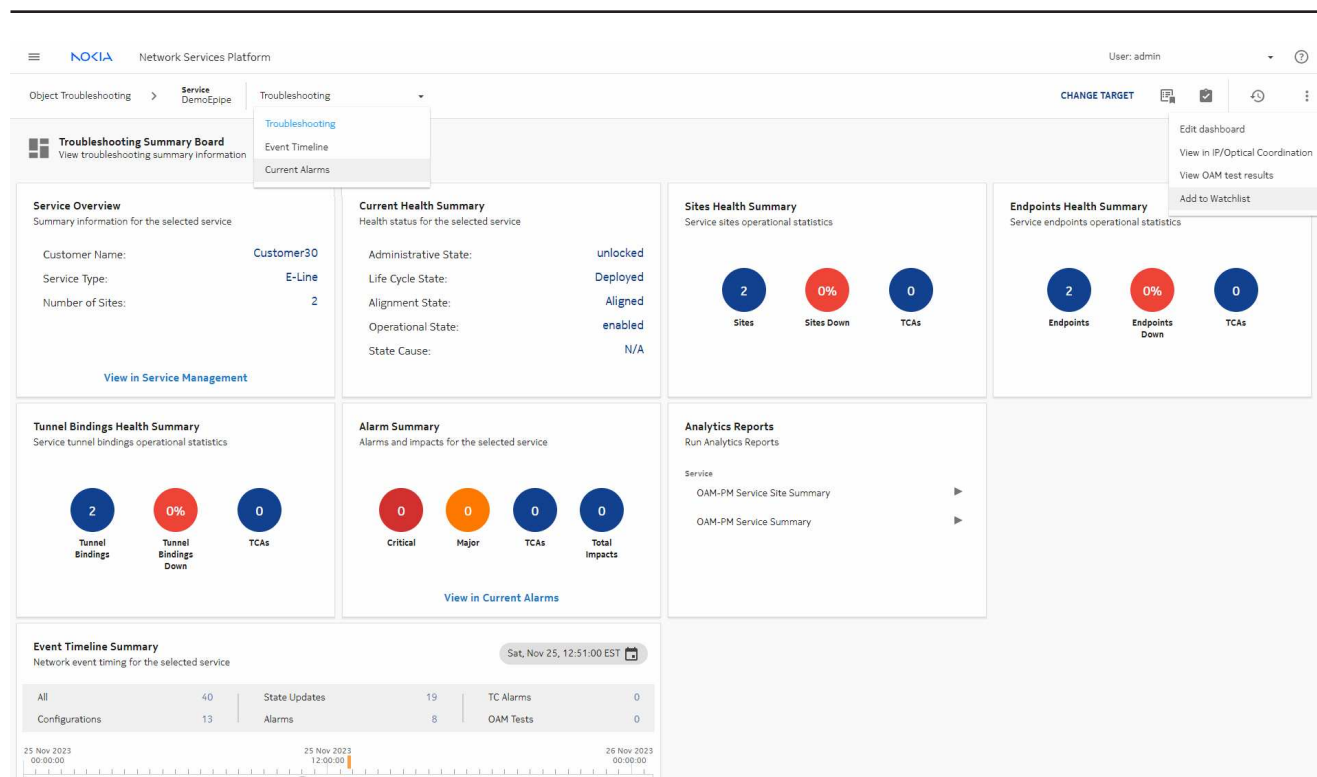 NOKIA Network Services Platform User: admin
Object Troubleshooting > Service DemoEpipe Troubleshooting CHANGE TARGET
Troubleshooting
Event Timeline
Current Alarms
Edit dashboard
View in IP/Optical Coordination
View OAM test results
Add to Watchlist
Troubleshooting Summary Board
View troubleshooting summary information
Service Overview
Summary information for the selected service
Customer Name: Customer30
Service Type: E-Line
Number of Sites: 2
View in Service Management
Current Health Summary
Health status for the selected service
Administrative State: unlocked
Life Cycle State: Deployed
Alignment State: Aligned
Operational State: enabled
State Cause: N/A
Sites Health Summary
Service sites operational statistics
2 0% 0
Sites Sites Down TCAs
Endpoints Health Summary
Service endpoints operational statistics
2 0% 0
Endpoints Endpoints Down TCAs
Tunnel Bindings Health Summary
Service tunnel bindings operational statistics
2 0% 0
Tunnel Bindings Tunnel Bindings Down TCAs
Alarm Summary
Alarms and impacts for the selected service
0 0 0 0
Critical Major TCAs Total Impacts
View in Current Alarms
Analytics Reports
Run Analytics Reports
Service
OAM-PM Service Site Summary
OAM-PM Service Summary
Event Timeline Summary
Network event timing for the selected service
Sat, Nov 25, 12:51:00 EST
All 40 State Updates 19 TC Alarms 0
Configurations 13 Alarms 8 OAM Tests 0
25 Nov 2023 25 Nov 2023 26 Nov 2023
00:00:00 12:00:00 00:00:00